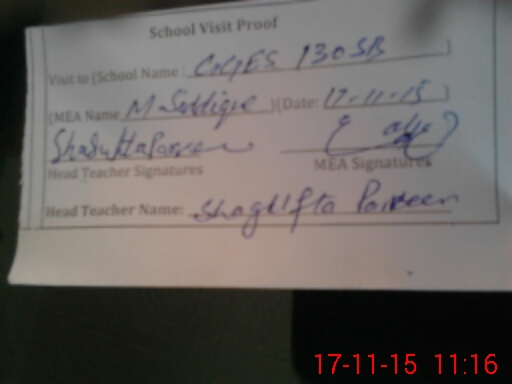 School Visit Proof
Visit to (School Name: GGES 130 SB)
(MEA Name M Siddique)(Date: 17-11-15)
Head Teacher Signatures MEA Signatures
Head Teacher Name: Shagufta Parveen
17-11-15 11:16